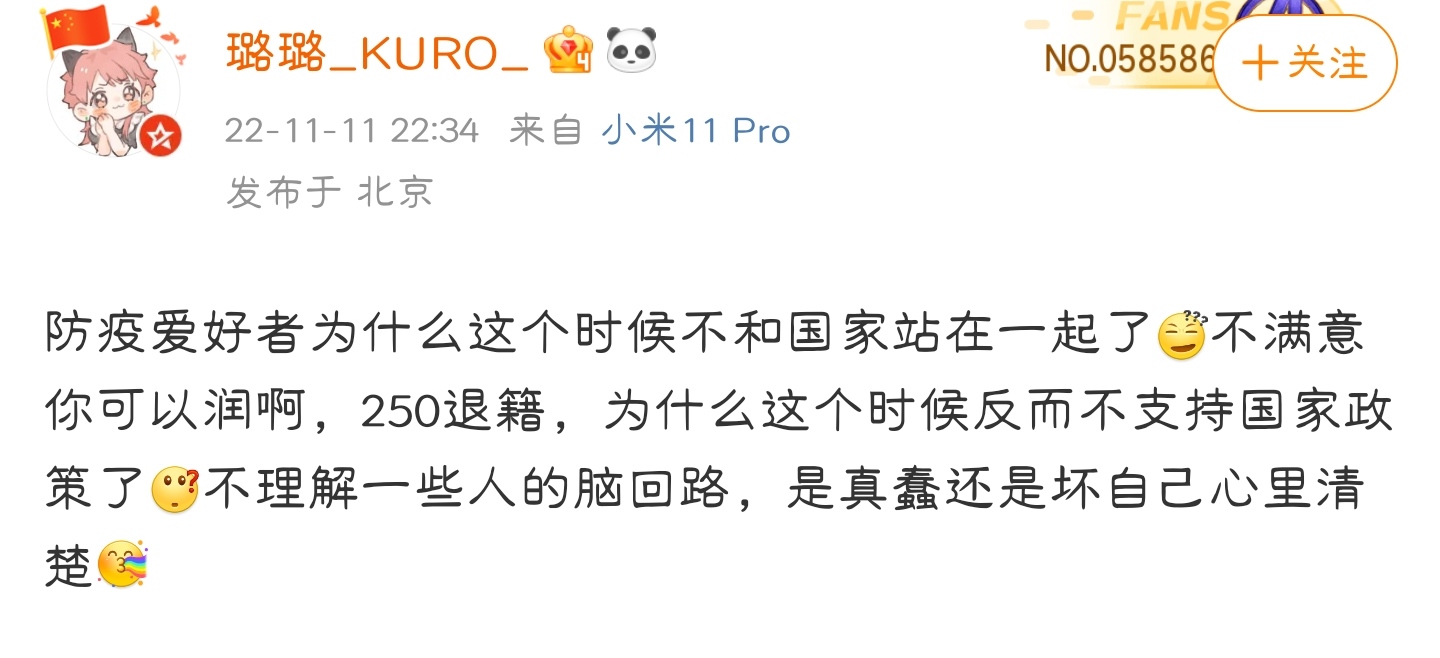 FANS
璐璐_KURO_
4
NO.058586
十关注
22-11-11 22:34 来自 小米11 Pro
发布于 北京
防疫爱好者为什么这个时候不和国家站在一起了???不满意
你可以润啊，250退籍，为什么这个时候反而不支持国家政
策了?不理解一些人的脑回路，是真蠢还是坏自己心里清
楚